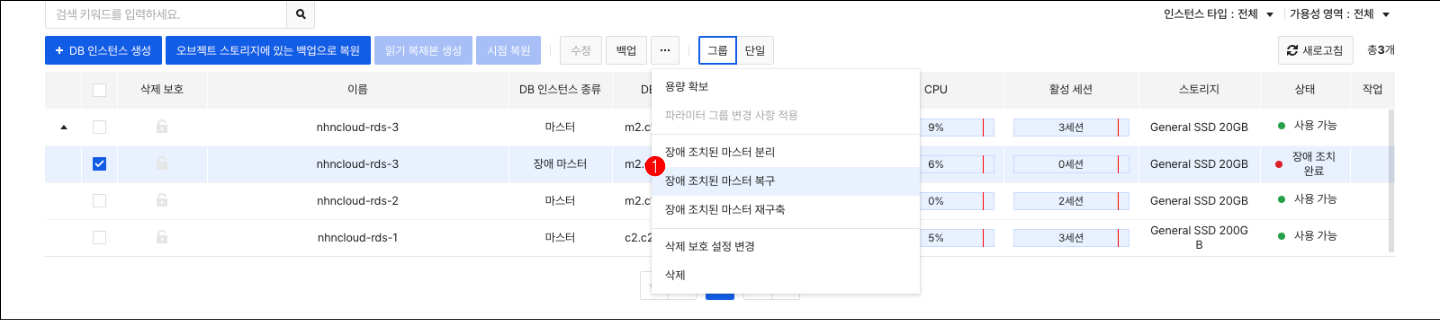 검색 키워드를 입력하세요.
인스턴스 타입 : 전체 가용성 영역 : 전체
+ DB 인스턴스 생성 오브젝트 스토리지에 있는 백업으로 복원 읽기 복제본 생성 시점 복원 수정 백업 ... 그룹 단일 새로고침 총3개
삭제 보호 이름 DB 인스턴스 종류 CPU 활성 세션 스토리지 상태 작업
nhncloud-rds-3 마스터 9% 3세션 General SSD 20GB 사용 가능
nhncloud-rds-3 장애 마스터 6% 0세션 General SSD 20GB 장애 조치
완료
nhncloud-rds-2 마스터 0% 2세션 General SSD 20GB 사용 가능
nhncloud-rds-1 마스터 5% 3세션 General SSD 200G
B 사용 가능
용량 확보
파라미터 그룹 변경 사항 적용
장애 조치된 마스터 분리
1
장애 조치된 마스터 복구
장애 조치된 마스터 재구축
삭제 보호 설정 변경
삭제